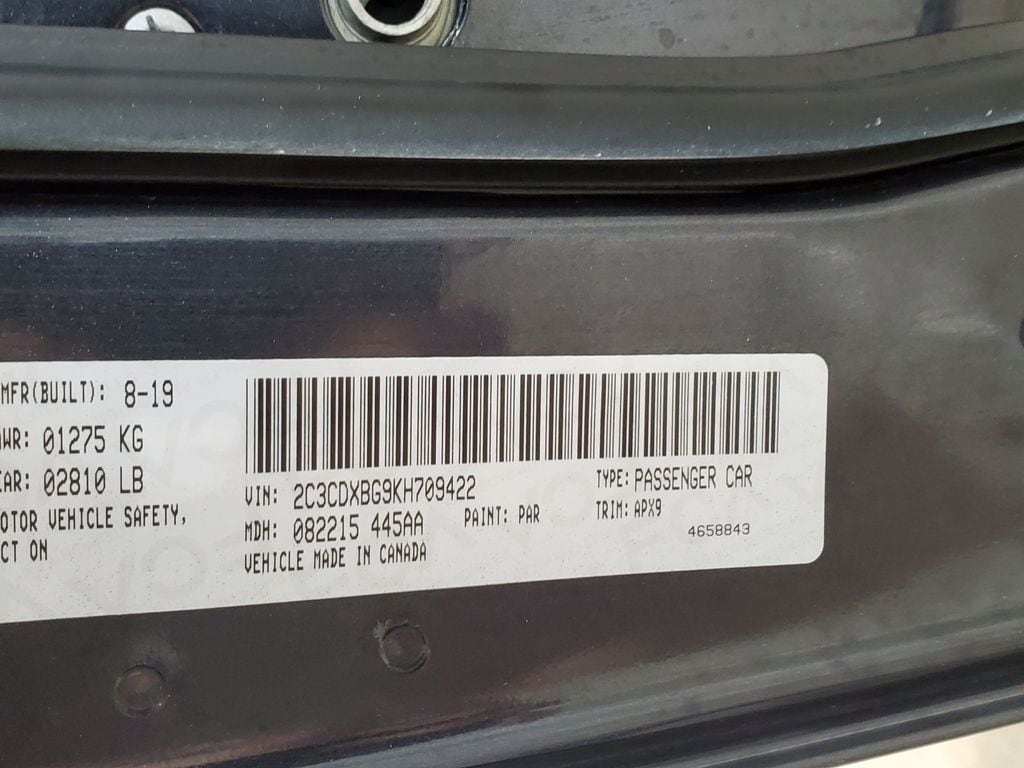 MFR(BUILT): 8-19
WR: 01275 KG
EAR: 02810 LB
OTOR VEHICLE SAFETY,
CT ON
VIN: 2C3CDXBG9KH709422
TYPE: PASSENGER CAR
MDH: 082215 445AA
PAINT: PAR
TRIM: APX9
VEHICLE MADE IN CANADA
4658843